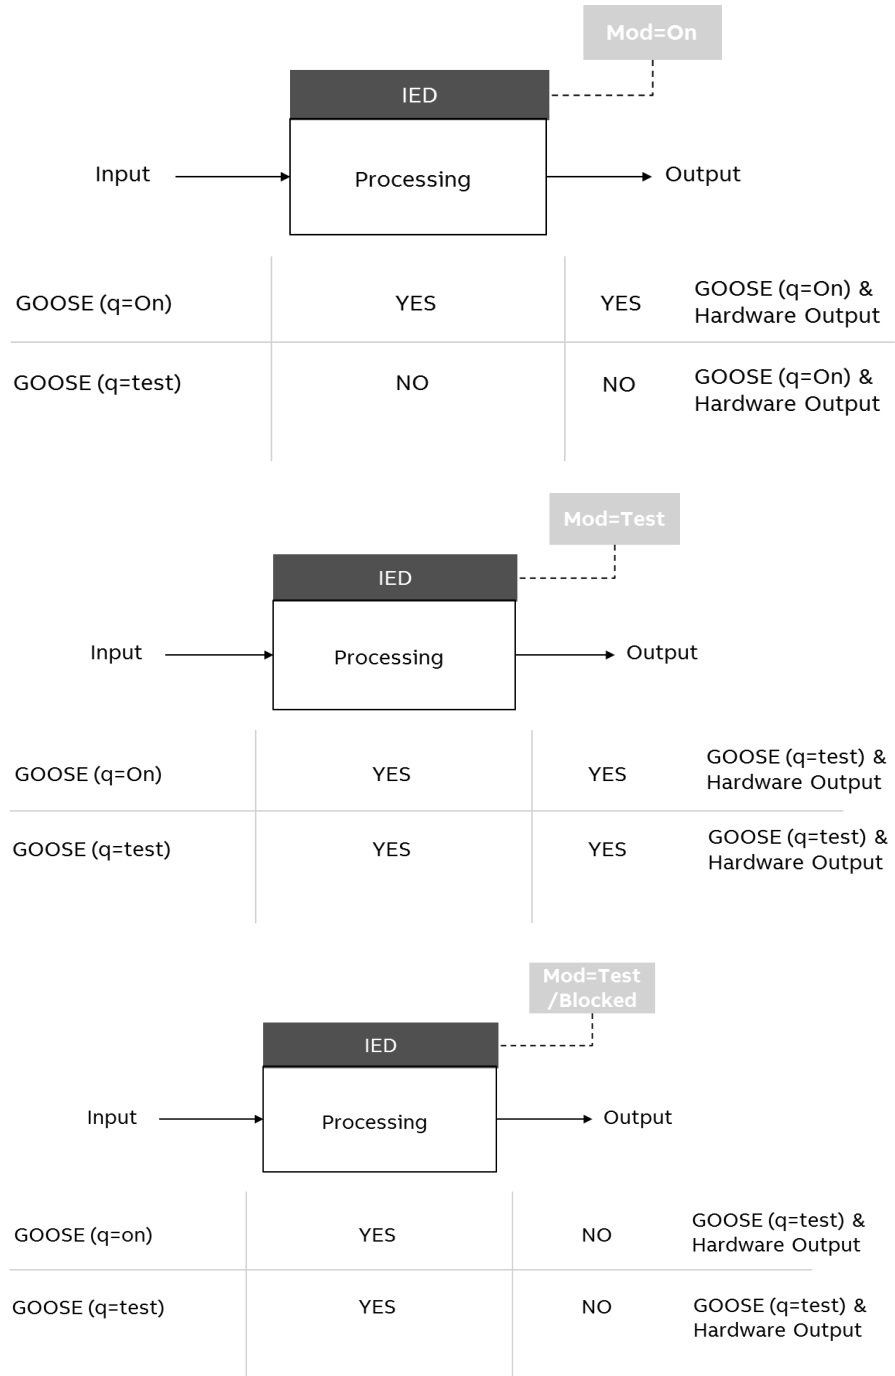 Mod=On
IED
Input
Processing
Output
GOOSE (q=On)
YES
YES
GOOSE (q=On) &
Hardware Output
GOOSE (q=test)
NO
NO
GOOSE (q=On) &
Hardware Output
Mod=Test
IED
Input
Processing
Output
GOOSE (q=On)
YES
YES
GOOSE (q=test) &
Hardware Output
GOOSE (q=test)
YES
YES
GOOSE (q=test) &
Hardware Output
Mod=Test
/Blocked
IED
Input
Processing
Output
GOOSE (q=on)
YES
NO
GOOSE (q=test) &
Hardware Output
GOOSE (q=test)
YES
NO
GOOSE (q=test) &
Hardware Output